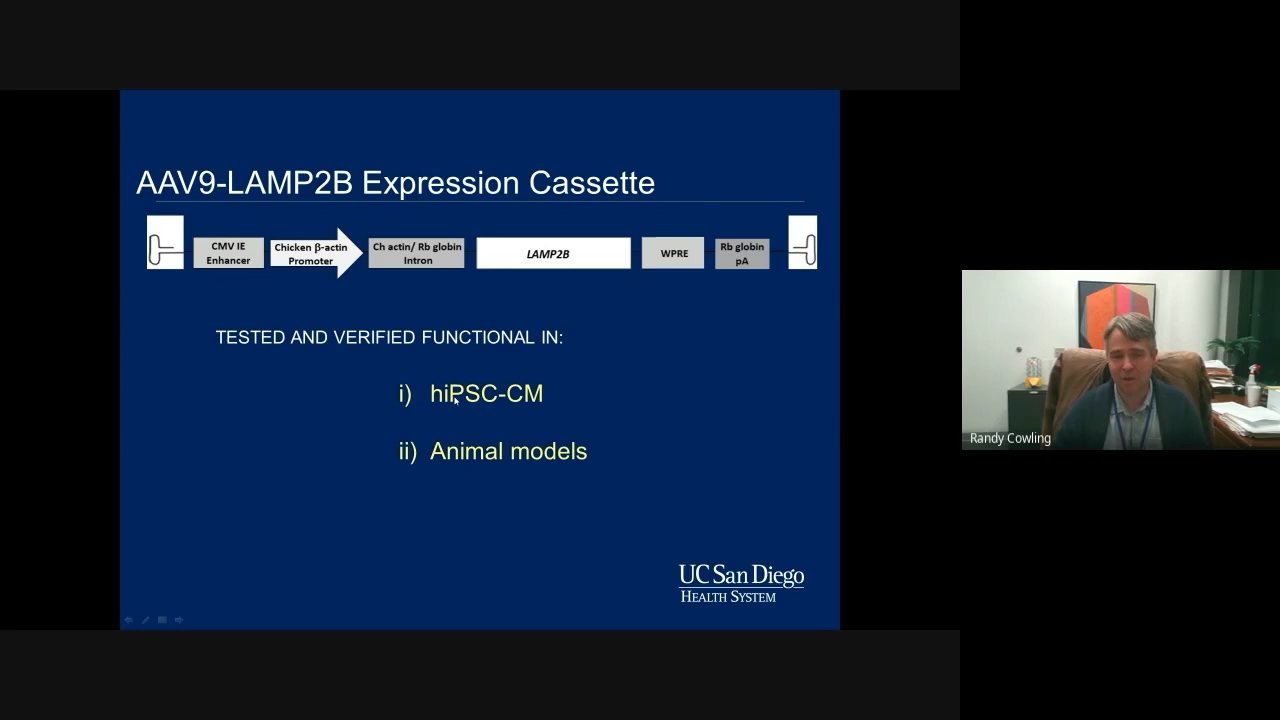 AAV9-LAMP2B Expression Cassette
CMV IE
Enhancer
Chicken β-actin
Promoter
Ch actin/ Rb globin
Intron
LAMP2B
WPRE
Rb globin
pA
TESTED AND VERIFIED FUNCTIONAL IN:
i) hiPSC-CM
ii) Animal models
UC San Diego
HEALTH SYSTEM
Randy Cowling